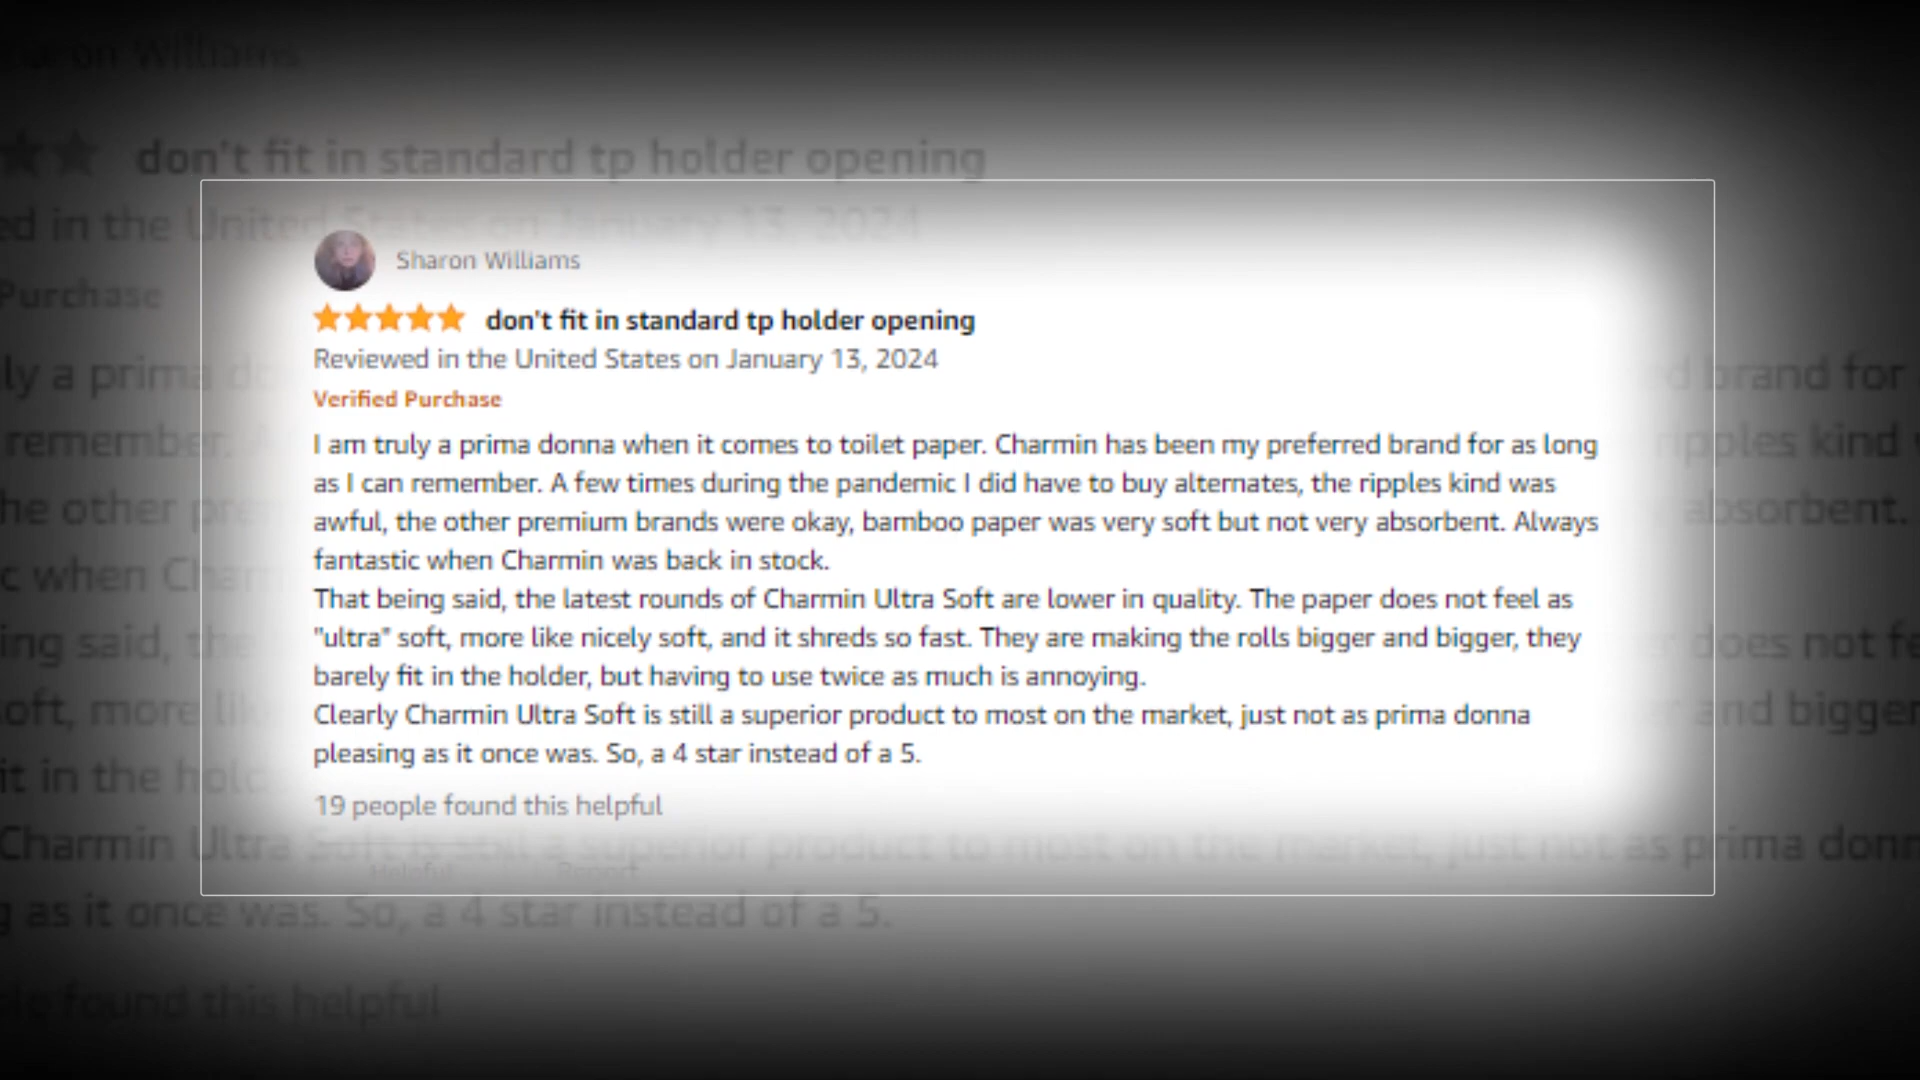 Sharon Williams
don't fit in standard tp holder opening
Reviewed in the United States on January 13, 2024
Verified Purchase
I am truly a prima donna when it comes to toilet paper. Charmin has been my preferred brand for as long
as I can remember. A few times during the pandemic I did have to buy alternates, the ripples kind was
awful, the other premium brands were okay, bamboo paper was very soft but not very absorbent. Always
fantastic when Charmin was back in stock.
That being said, the latest rounds of Charmin Ultra Soft are lower in quality. The paper does not feel as
"ultra" soft, more like nicely soft, and it shreds so fast. They are making the rolls bigger and bigger, they
barely fit in the holder, but having to use twice as much is annoying.
Clearly Charmin Ultra Soft is still a superior product to most on the market, just not as prima donna
pleasing as it once was. So, a 4 star instead of a 5.
19 people found this helpful
Helpful Report